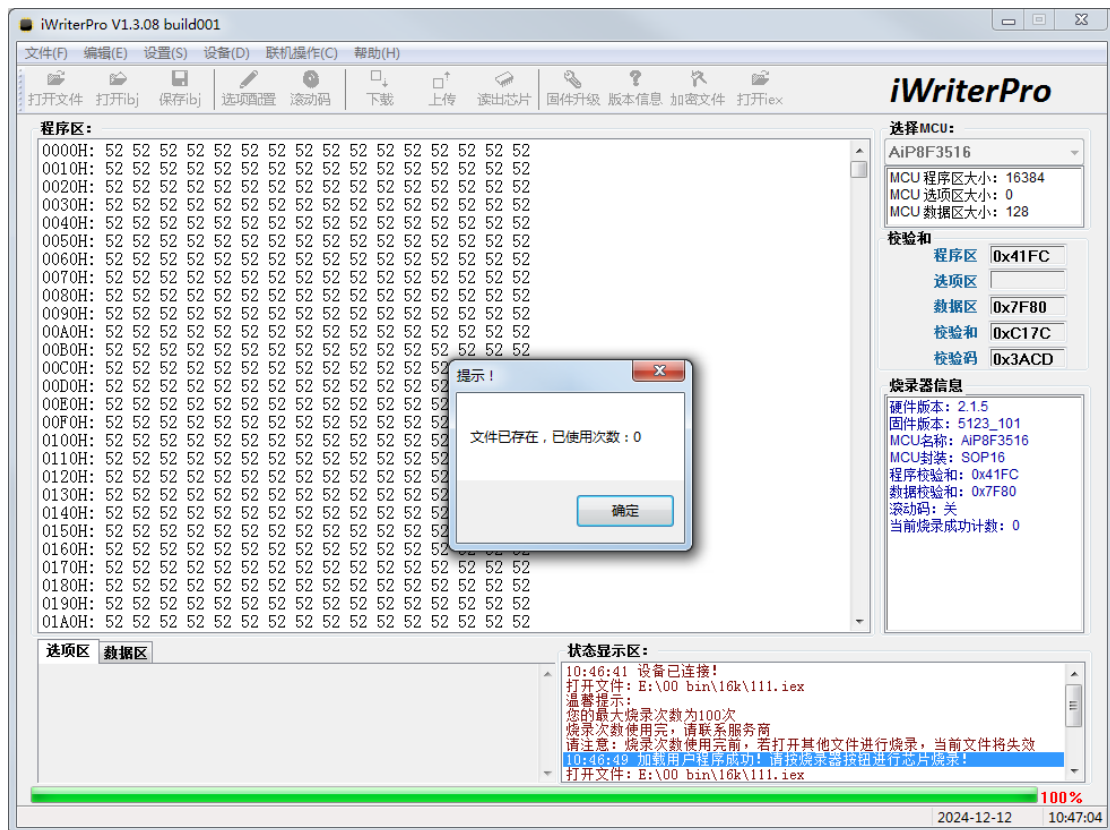 iWriterPro V1.3.08 build001
文件(F) 编辑(E) 设置(S) 设备(D) 联机操作(C) 帮助(H)
打开文件 打开ibj 保存ibj 选项配置 滚动码 下载 上传 读出芯片 固件升级 版本信息 加密文件 打开iex
iWriterPro
程序区:
0000H: 52 52 52 52 52 52 52 52 52 52 52 52 52 52 52 52
0010H: 52 52 52 52 52 52 52 52 52 52 52 52 52 52 52 52
0020H: 52 52 52 52 52 52 52 52 52 52 52 52 52 52 52 52
0030H: 52 52 52 52 52 52 52 52 52 52 52 52 52 52 52 52
0040H: 52 52 52 52 52 52 52 52 52 52 52 52 52 52 52 52
0050H: 52 52 52 52 52 52 52 52 52 52 52 52 52 52 52 52
0060H: 52 52 52 52 52 52 52 52 52 52 52 52 52 52 52 52
0070H: 52 52 52 52 52 52 52 52 52 52 52 52 52 52 52 52
0080H: 52 52 52 52 52 52 52 52 52 52 52 52 52 52 52 52
0090H: 52 52 52 52 52 52 52 52 52 52 52 52 52 52 52 52
00A0H: 52 52 52 52 52 52 52 52 52 52 52 52 52 52 52 52
00B0H: 52 52 52 52 52 52 52 52 52 52 52 52 52 52 52 52
00C0H: 52 52 52 52 52 52 52 52 52 52 52 52 52
00D0H: 52 52 52 52 52 52 52 52 52 52 52 52 52
00E0H: 52 52 52 52 52 52 52 52 52 52 52 52 52
00F0H: 52 52 52 52 52 52 52 52 52 52 52 52 52
0100H: 52 52 52 52 52 52 52 52 52 52 52 52 52
0110H: 52 52 52 52 52 52 52 52 52 52 52 52 52
0120H: 52 52 52 52 52 52 52 52 52 52 52 52 52
0130H: 52 52 52 52 52 52 52 52 52 52 52 52 52
0140H: 52 52 52 52 52 52 52 52 52 52 52 52 52
0150H: 52 52 52 52 52 52 52 52 52 52 52 52 52
0160H: 52 52 52 52 52 52 52 52 52 52 52 52 52 52 52 52
0170H: 52 52 52 52 52 52 52 52 52 52 52 52 52 52 52 52
0180H: 52 52 52 52 52 52 52 52 52 52 52 52 52 52 52 52
0190H: 52 52 52 52 52 52 52 52 52 52 52 52 52 52 52 52
01A0H: 52 52 52 52 52 52 52 52 52 52 52 52 52 52 52 52
提示!
文件已存在,已使用次数:0
确定
选择MCU:
AiP8F3516
MCU 程序区大小: 16384
MCU 选项区大小: 0
MCU 数据区大小: 128
校验和
程序区 0x41FC
选项区
数据区 0x7F80
校验和 0xC17C
校验码 0x3ACD
烧录器信息
硬件版本: 2.1.5
固件版本: 5123_101
MCU名称: AiP8F3516
MCU封装: SOP16
程序校验和: 0x41FC
数据校验和: 0x7F80
滚动码: 关
当前烧录成功计数: 0
选项区 数据区
状态显示区:
10:46:41 设备已连接!
打开文件: E:\00 bin\16k\111.iex
温馨提示:
您的最大烧录次数为100次
烧录次数使用完, 请联系服务商
请注意: 烧录次数使用完前, 若打开其他文件进行烧录, 当前文件将失效
10:46:49 加载用户程序成功! 请按烧录器按钮进行芯片烧录!
打开文件: E:\00 bin\16k\111.iex
100%
2024-12-12 10:47:04